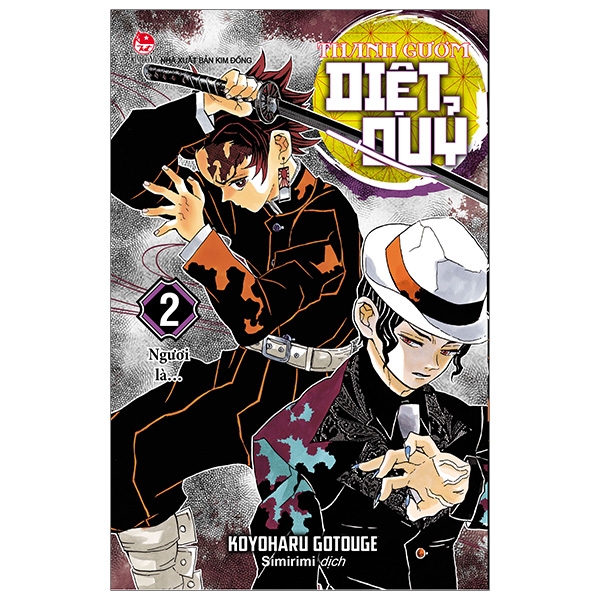 NHÀ XUẤT BẢN KIM ĐỒNG
THANH GƯƠM
DIỆT QUỶ
2
Ngươi
là...
KOYOHARU GOTOUGE
Simirimi dịch